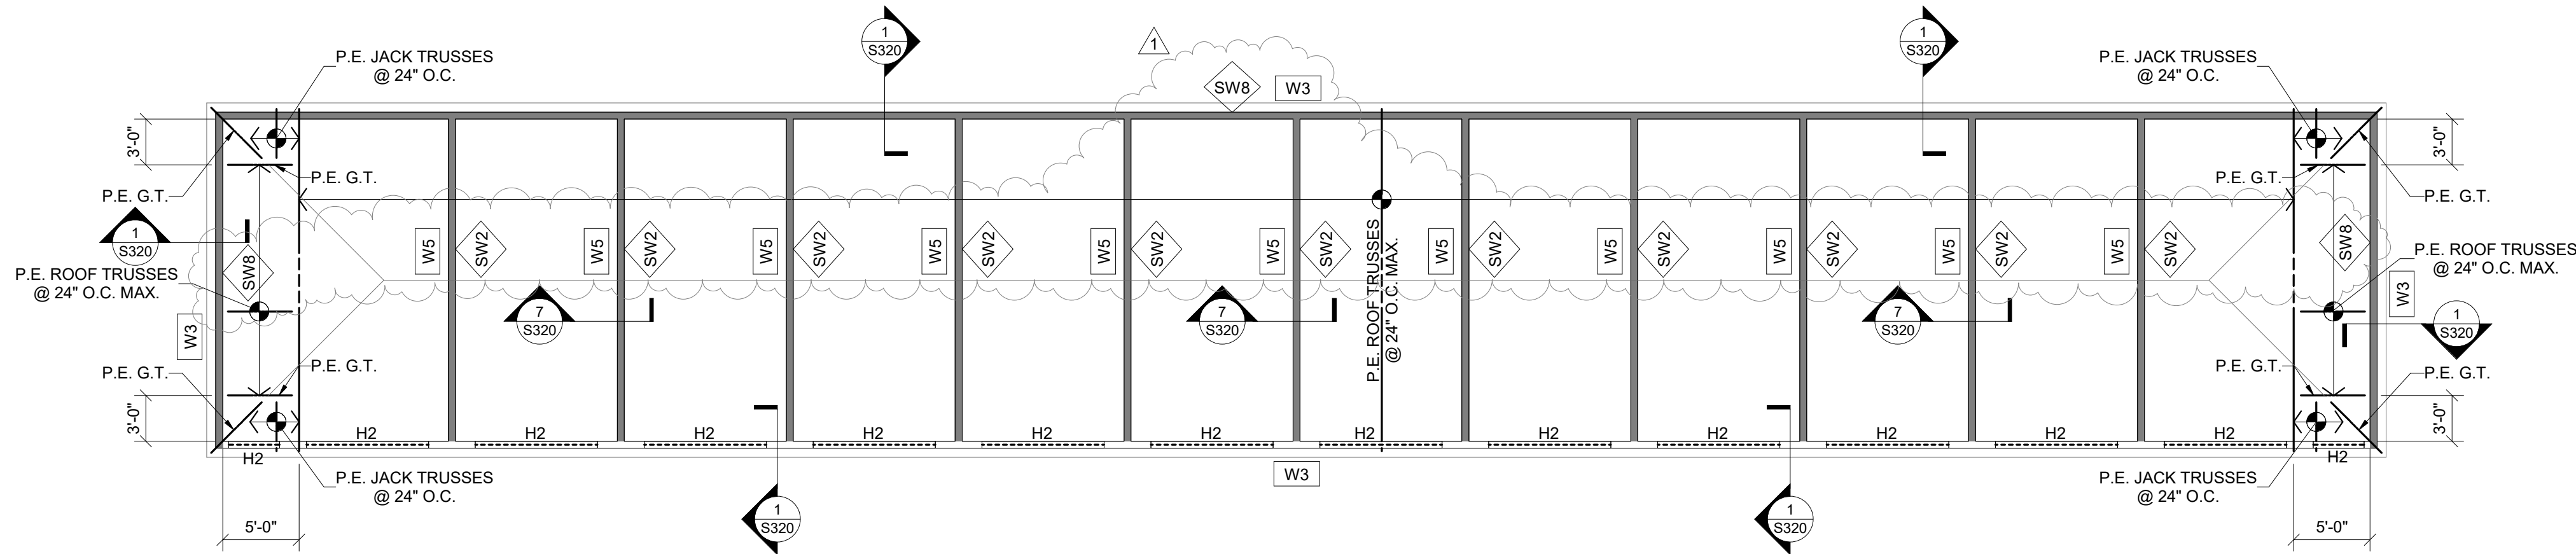 1
S320
1
1
S320
P.E. JACK TRUSSES
@ 24" O.C.
P.E. JACK TRUSSES
@ 24" O.C.
SW8
W3
3'-0"
3'-0"
P.E. G.T.
P.E. G.T.
P.E. G.T.
P.E. G.T.
1
S320
SW8
W5
SW2
W5
SW2
W5
SW2
W5
SW2
W5
SW2
W5
SW2
W5
SW2
W5
SW2
W5
SW2
W5
SW2
W5
SW2
SW8
P.E. ROOF TRUSSES
@ 24" O.C. MAX.
P.E. ROOF TRUSSES
@ 24" O.C. MAX.
P.E. ROOF TRUSSES
@ 24" O.C. MAX.
W3
W3
7
S320
7
S320
7
S320
1
S320
P.E. G.T.
P.E. G.T.
P.E. G.T.
P.E. G.T.
3'-0"
3'-0"
H2
H2
H2
H2
H2
H2
H2
H2
H2
H2
H2
H2
H2
H2
W3
P.E. JACK TRUSSES
@ 24" O.C.
P.E. JACK TRUSSES
@ 24" O.C.
1
S320
1
S320
5'-0"
5'-0"